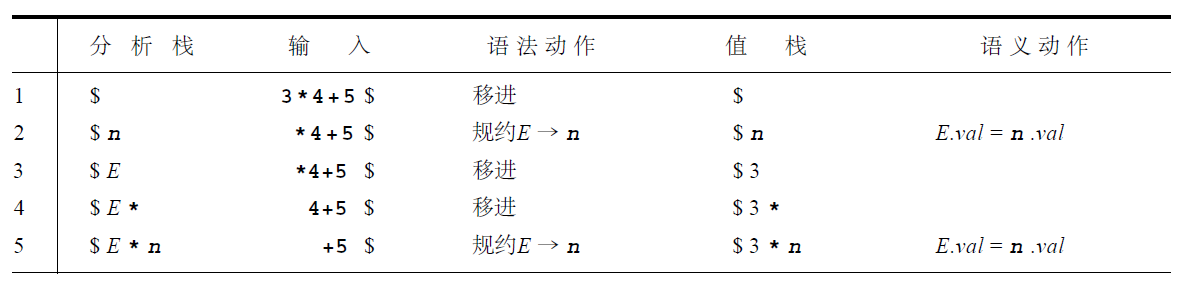 分 析 栈 输 入 语法动作 值 栈 语义动作
1 $ 3*4+5 $ 移进 $
2 $ n *4+5 $ 规约E → n $ n E.val = n .val
3 $ E *4+5 $ 移进 $ 3
4 $ E * 4+5 $ 移进 $ 3 *
5 $ E * n +5 $ 规约E → n $ 3 * n E.val = n .val